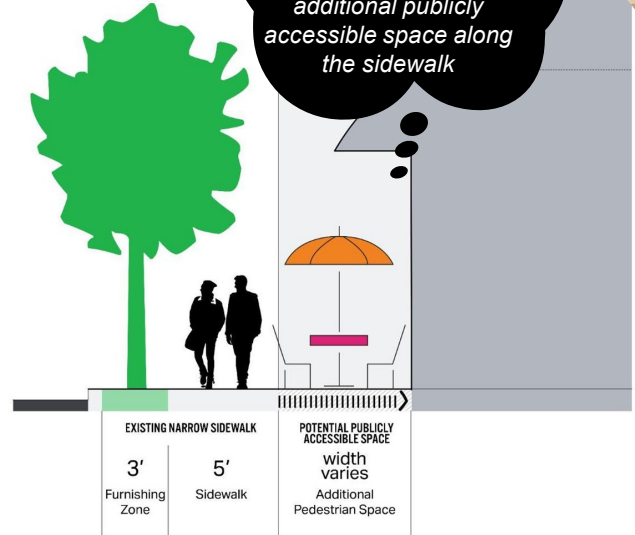 additional publicly
accessible space along
the sidewalk
EXISTING NARROW SIDEWALK
3'
Furnishing
Zone
5'
Sidewalk
POTENTIAL PUBLICLY
ACCESSIBLE SPACE
width
varies
Additional
Pedestrian Space